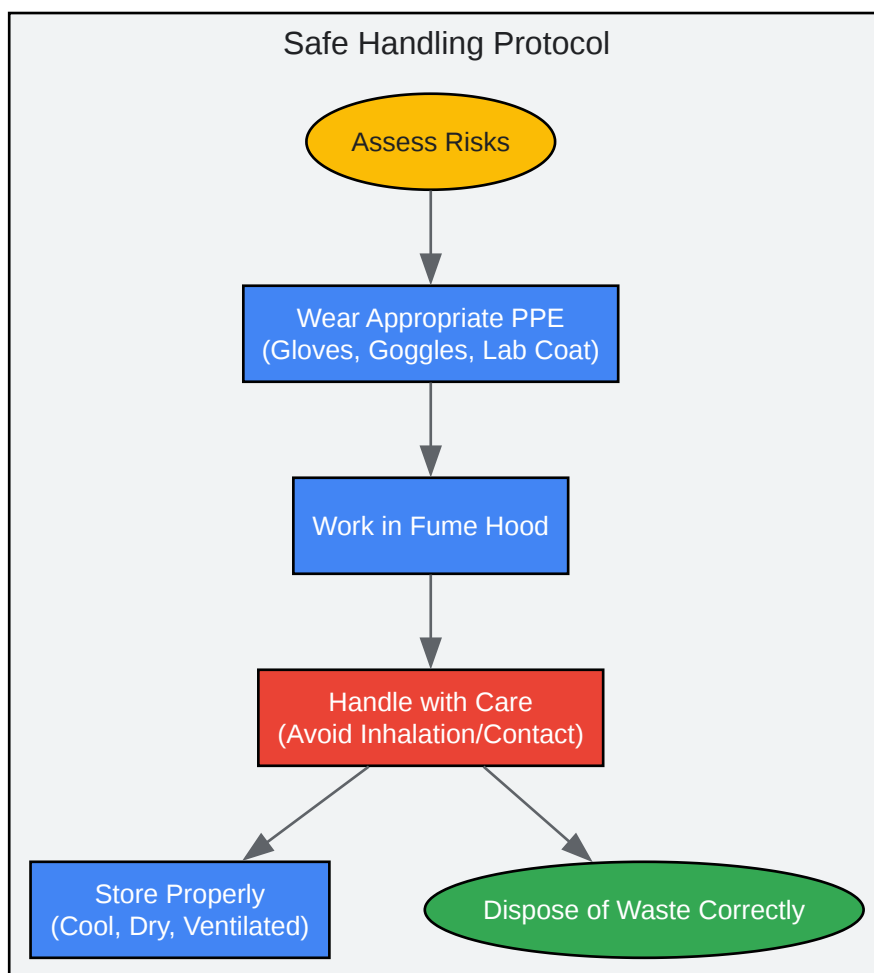 Safe Handling Protocol
Assess Risks
Wear Appropriate PPE
(Gloves, Goggles, Lab Coat)
Work in Fume Hood
Handle with Care
(Avoid Inhalation/Contact)
Store Properly
(Cool, Dry, Ventilated)
Dispose of Waste Correctly